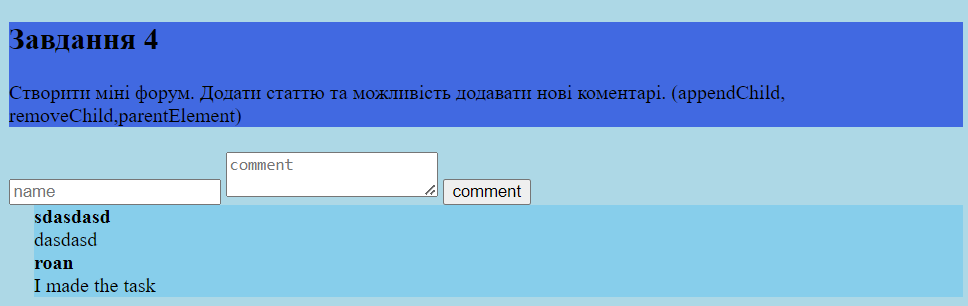 Завдання 4
Створити міні форум. Додати статтю та можливість додавати нові коментарі. (appendChild,
removeChild,parentElement)
name
comment
comment
sdasdasd
dasdasd
roan
I made the task